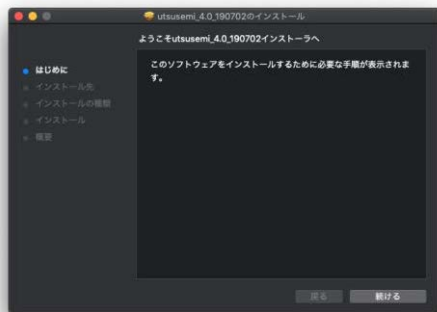 utsusemi_4.0_190702のインストール
ようこそutsusemi_4.0_190702インストーラへ
はじめに
インストール先
インストールの種類
インストール
概要
このソフトウェアをインストールするために必要な手順が表示されま
す。
戻る
続ける